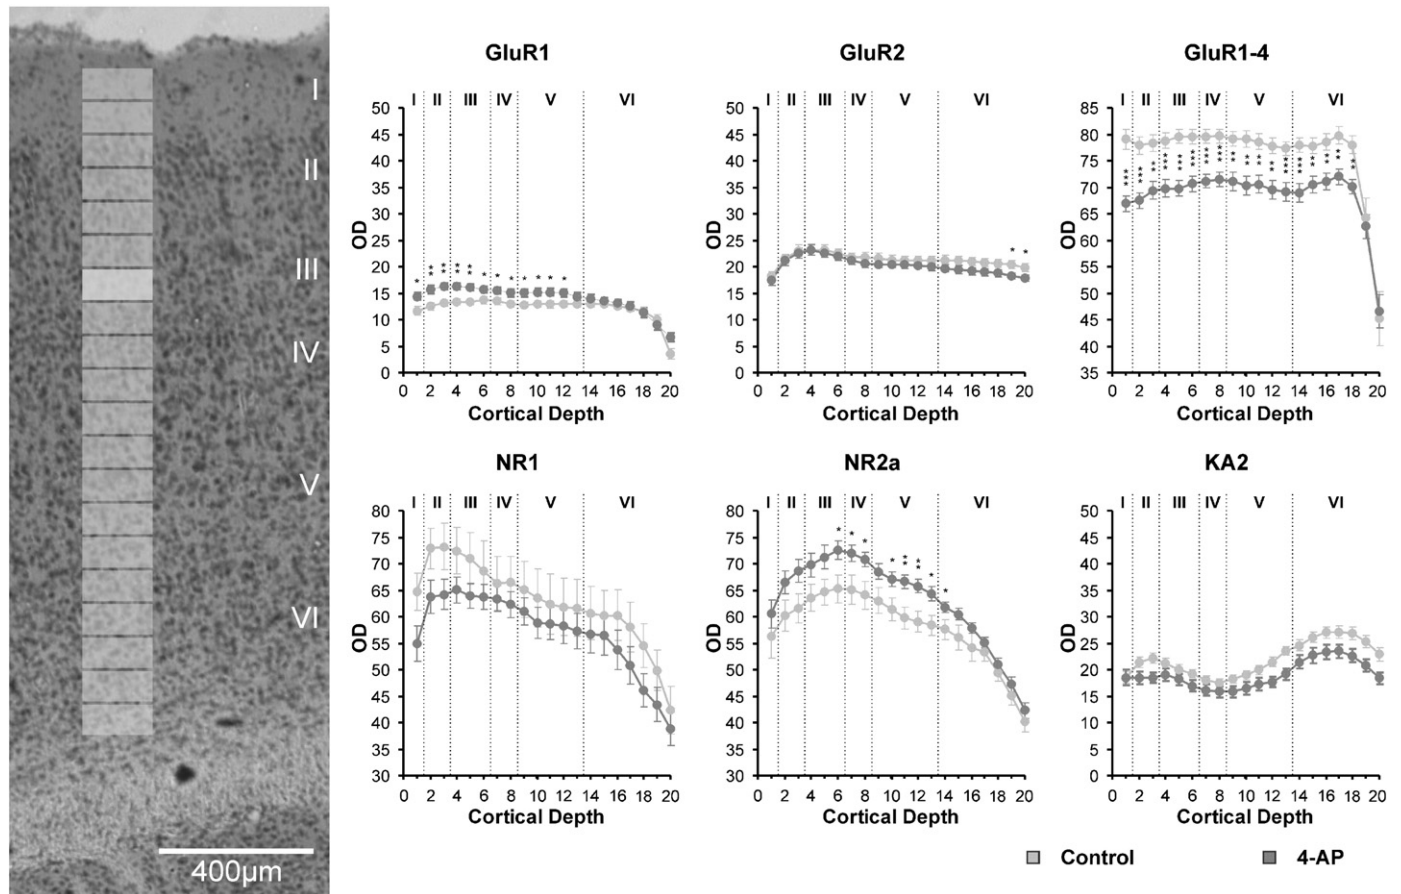 I
II
III
IV
V
VI
400µm
GluR1
I II III IV V VI
50
45
40
35
30
25
20
15
10
5
0
OD
* ** ** ** ** * * * * * * *
0 2 4 6 8 10 12 14 16 18 20
Cortical Depth
GluR2
I II III IV V VI
50
45
40
35
30
25
20
15
10
5
0
OD
* *
0 2 4 6 8 10 12 14 16 18 20
Cortical Depth
GluR1-4
I II III IV V VI
85
80
75
70
65
60
55
50
45
40
35
OD
*** *** ** *** *** *** *** *** ** ** ** ** *** *** ** ** ** **
0 2 4 6 8 10 12 14 16 18 20
Cortical Depth
NR1
I II III IV V VI
80
75
70
65
60
55
50
45
40
35
30
OD
0 2 4 6 8 10 12 14 16 18 20
Cortical Depth
NR2a
I II III IV V VI
80
75
70
65
60
55
50
45
40
35
30
OD
* * * * ** ** * *
0 2 4 6 8 10 12 14 16 18 20
Cortical Depth
KA2
I II III IV V VI
50
45
40
35
30
25
20
15
10
5
0
OD
0 2 4 6 8 10 12 14 16 18 20
Cortical Depth
Control 4-AP